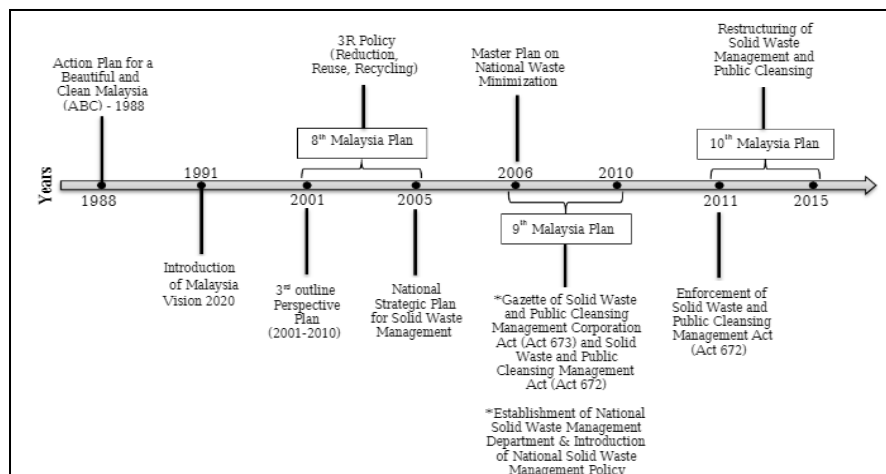 Action Plan for a
Beautiful and
Clean Malaysia
(ABC) - 1988
3R Policy
(Reduction,
Reuse, Recycling)
Master Plan on
National Waste
Minimization
Restructuring of
Solid Waste
Management and
Public Cleansing
8th Malaysia Plan
10th Malaysia Plan
Years
1988
1991
2001
2005
2006
2010
2011
2015
9th Malaysia Plan
Introduction
of Malaysia
Vision 2020
3rd outline
Perspective
Plan
(2001-2010)
National
Strategic Plan
for Solid Waste
Management
*Gazette of Solid Waste
and Public Cleansing
Management Corporation
Act (Act 673) and Solid
Waste and Public
Cleansing Management
Act (Act 672)
*Establishment of National
Solid Waste Management
Department & Introduction
of National Solid Waste
Management Policy
Enforcement of
Solid Waste and
Public Cleansing
Management Act
(Act 672)